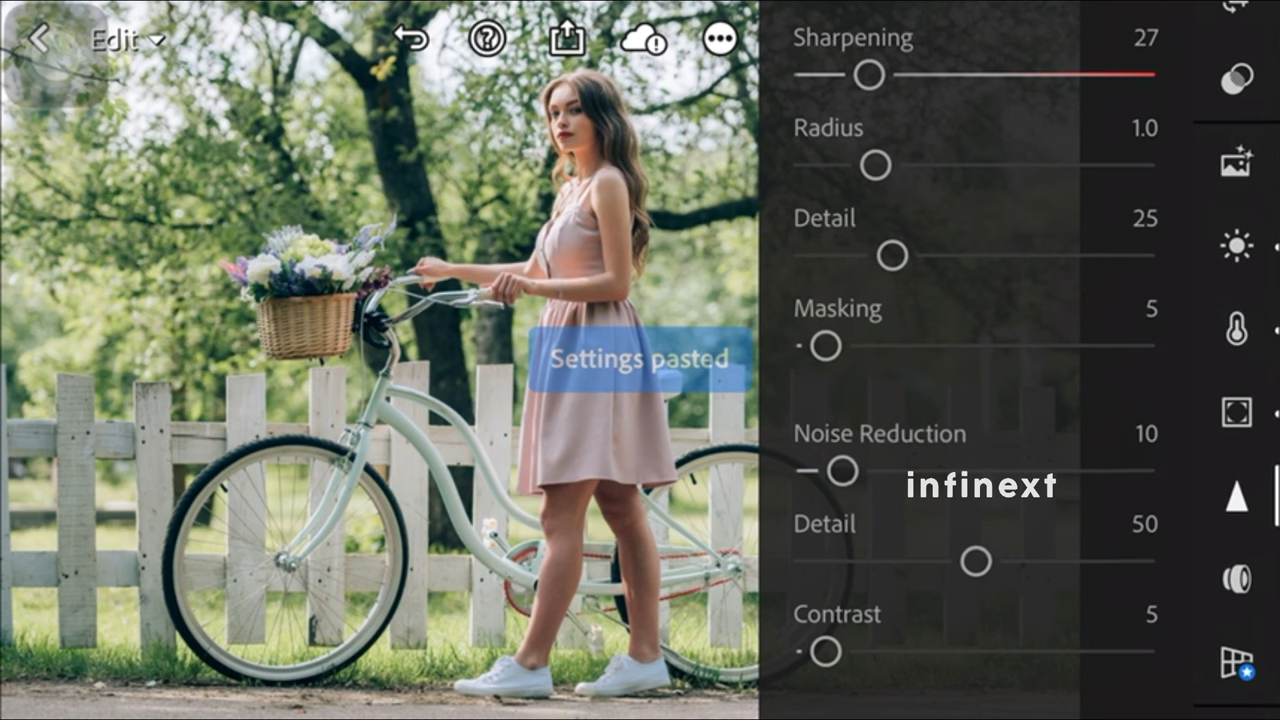 Edit
Sharpening 27
Radius 1.0
Detail 25
Masking 5
Settings pasted
Noise Reduction 10
infinext
Detail 50
Contrast 5